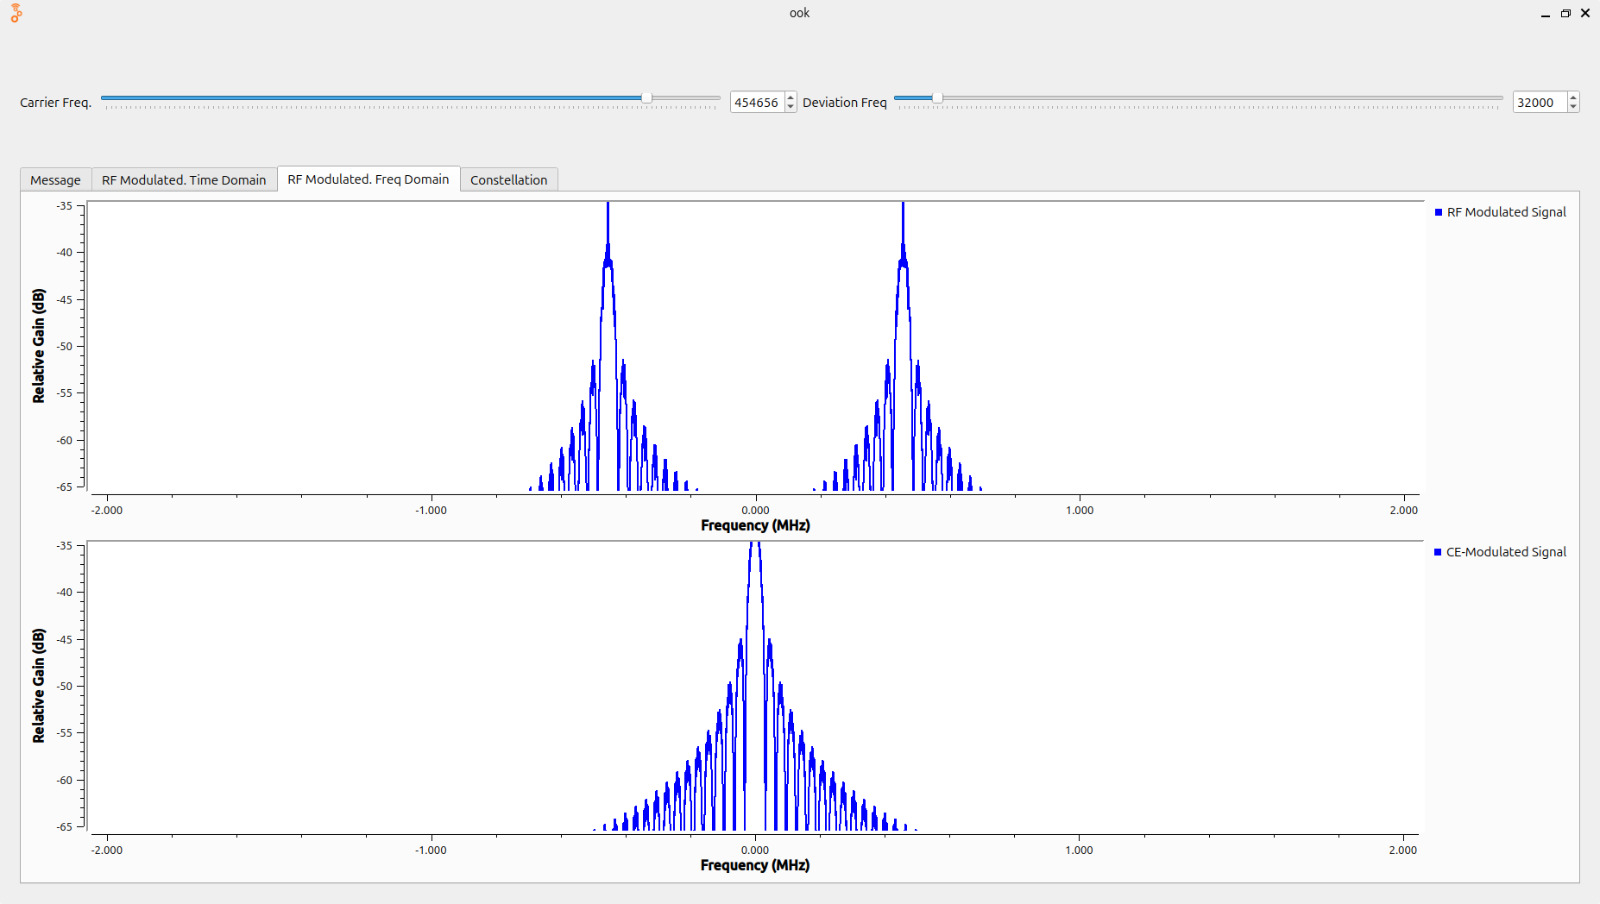 ook
Carrier Freq. 454656 Deviation Freq 32000
Message RF Modulated. Time Domain RF Modulated. Freq Domain Constellation
RF Modulated Signal
Relative Gain (dB)
-35
-40
-45
-50
-55
-60
-65
-2.000 -1.000 0.000 1.000 2.000
Frequency (MHz)
CE-Modulated Signal
Relative Gain (dB)
-35
-40
-45
-50
-55
-60
-65
-2.000 -1.000 0.000 1.000 2.000
Frequency (MHz)